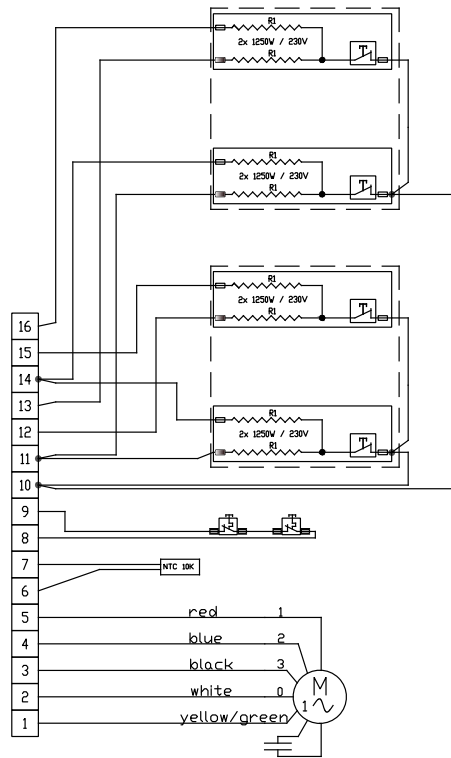 R1
2x 1250W / 230V
R1
R1
2x 1250W / 230V
R1
R1
2x 1250W / 230V
R1
R1
2x 1250W / 230V
R1
16
15
14
13
12
11
10
9
8
7 NTC 10K
6
5 red 1
4 blue 2
3 black 3
2 white 0
1 yellow/green
M
1